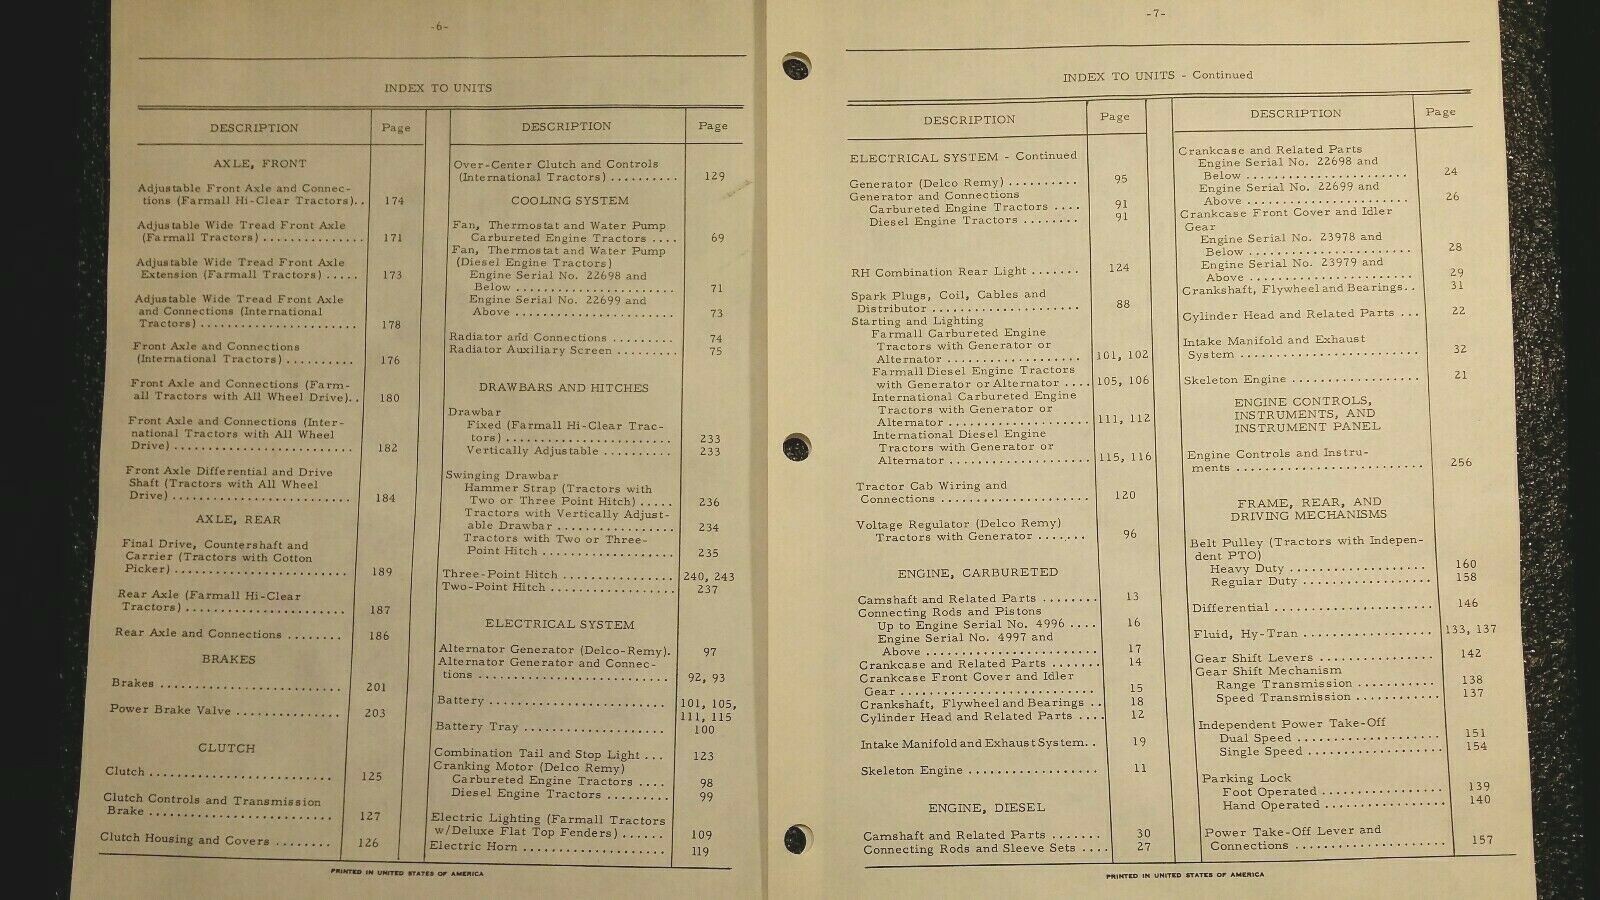 -6-
INDEX TO UNITS
DESCRIPTION Page
AXLE, FRONT
Adjustable Front Axle and Connec-
tions (Farmall Hi-Clear Tractors).. 174
Adjustable Wide Tread Front Axle
(Farmall Tractors) ............... 171
Adjustable Wide Tread Front Axle
Extension (Farmall Tractors) ..... 173
Adjustable Wide Tread Front Axle
and Connections (International
Tractors) ....................... 178
Front Axle and Connections
(International Tractors) .......... 176
Front Axle and Connections (Farm-
all Tractors with All Wheel Drive).. 180
Front Axle and Connections (Inter-
national Tractors with All Wheel
Drive) .......................... 182
Front Axle Differential and Drive
Shaft (Tractors with All Wheel
Drive) .......................... 184
AXLE, REAR
Final Drive, Countershaft and
Carrier (Tractors with Cotton
Picker) ......................... 189
Rear Axle (Farmall Hi-Clear
Tractors) ....................... 187
Rear Axle and Connections ........ 186
BRAKES
Brakes .......................... 201
Power Brake Valve ............... 203
CLUTCH
Clutch ........................... 125
Clutch Controls and Transmission
Brake ........................... 127
Clutch Housing and Covers ........ 126
DESCRIPTION Page
Over-Center Clutch and Controls
(International Tractors) .......... 129
COOLING SYSTEM
Fan, Thermostat and Water Pump
Carbureted Engine Tractors .... 69
Fan, Thermostat and Water Pump
(Diesel Engine Tractors)
Engine Serial No. 22698 and
Below ........................ 71
Engine Serial No. 22699 and
Above ........................ 73
Radiator and Connections ......... 74
Radiator Auxiliary Screen ......... 75
DRAWBARS AND HITCHES
Drawbar
Fixed (Farmall Hi-Clear Trac-
tors) ......................... 233
Vertically Adjustable .......... 233
Swinging Drawbar
Hammer Strap (Tractors with
Two or Three Point Hitch) ..... 236
Tractors with Vertically Adjust-
able Drawbar ................. 234
Tractors with Two or Three-
Point Hitch ................... 235
Three-Point Hitch ................ 240, 243
Two-Point Hitch .................. 237
ELECTRICAL SYSTEM
Alternator Generator (Delco-Remy). 97
Alternator Generator and Connec-
tions ............................ 92, 93
Battery .......................... 101, 105,
111, 115
Battery Tray ..................... 100
Combination Tail and Stop Light ... 123
Cranking Motor (Delco Remy)
Carbureted Engine Tractors .... 98
Diesel Engine Tractors ......... 99
Electric Lighting (Farmall Tractors
w/Deluxe Flat Top Fenders) ...... 109
Electric Horn .................... 119
PRINTED IN UNITED STATES OF AMERICA
-7-
INDEX TO UNITS - Continued
DESCRIPTION Page
ELECTRICAL SYSTEM - Continued
Generator (Delco Remy) .......... 95
Generator and Connections
Carbureted Engine Tractors .... 91
Diesel Engine Tractors ........ 91
RH Combination Rear Light ....... 124
Spark Plugs, Coil, Cables and
Distributor ..................... 88
Starting and Lighting
Farmall Carbureted Engine
Tractors with Generator or
Alternator ................... 101, 102
Farmall Diesel Engine Tractors
with Generator or Alternator .... 105, 106
International Carbureted Engine
Tractors with Generator or
Alternator .................... 111, 112
International Diesel Engine
Tractors with Generator or
Alternator .................... 115, 116
Tractor Cab Wiring and
Connections ..................... 120
Voltage Regulator (Delco Remy)
Tractors with Generator ....... 96
ENGINE, CARBURETED
Camshaft and Related Parts ........ 13
Connecting Rods and Pistons
Up to Engine Serial No. 4996 .... 16
Engine Serial No. 4997 and
Above ......................... 17
Crankcase and Related Parts ....... 14
Crankcase Front Cover and Idler
Gear ............................ 15
Crankshaft, Flywheel and Bearings .. 18
Cylinder Head and Related Parts .... 12
Intake Manifold and Exhaust System.. 19
Skeleton Engine .................. 11
ENGINE, DIESEL
Camshaft and Related Parts ....... 30
Connecting Rods and Sleeve Sets .... 27
DESCRIPTION Page
Crankcase and Related Parts
Engine Serial No. 22698 and
Below ....................... 24
Engine Serial No. 22699 and
Above ....................... 26
Crankcase Front Cover and Idler
Gear
Engine Serial No. 23978 and
Below ....................... 28
Engine Serial No. 23979 and
Above ....................... 29
Crankshaft, Flywheel and Bearings.. 31
Cylinder Head and Related Parts ... 22
Intake Manifold and Exhaust
System .......................... 32
Skeleton Engine .................. 21
ENGINE CONTROLS,
INSTRUMENTS, AND
INSTRUMENT PANEL
Engine Controls and Instru-
ments ........................... 256
FRAME, REAR, AND
DRIVING MECHANISMS
Belt Pulley (Tractors with Indepen-
dent PTO)
Heavy Duty ................... 160
Regular Duty .................. 158
Differential ....................... 146
Fluid, Hy-Tran ................... 133, 137
Gear Shift Levers ................ 142
Gear Shift Mechanism
Range Transmission ........... 138
Speed Transmission ............ 137
Independent Power Take-Off
Dual Speed .................... 151
Single Speed ................... 154
Parking Lock
Foot Operated ................. 139
Hand Operated ................. 140
Power Take-Off Lever and
Connections ..................... 157
PRINTED IN UNITED STATES OF AMERICA